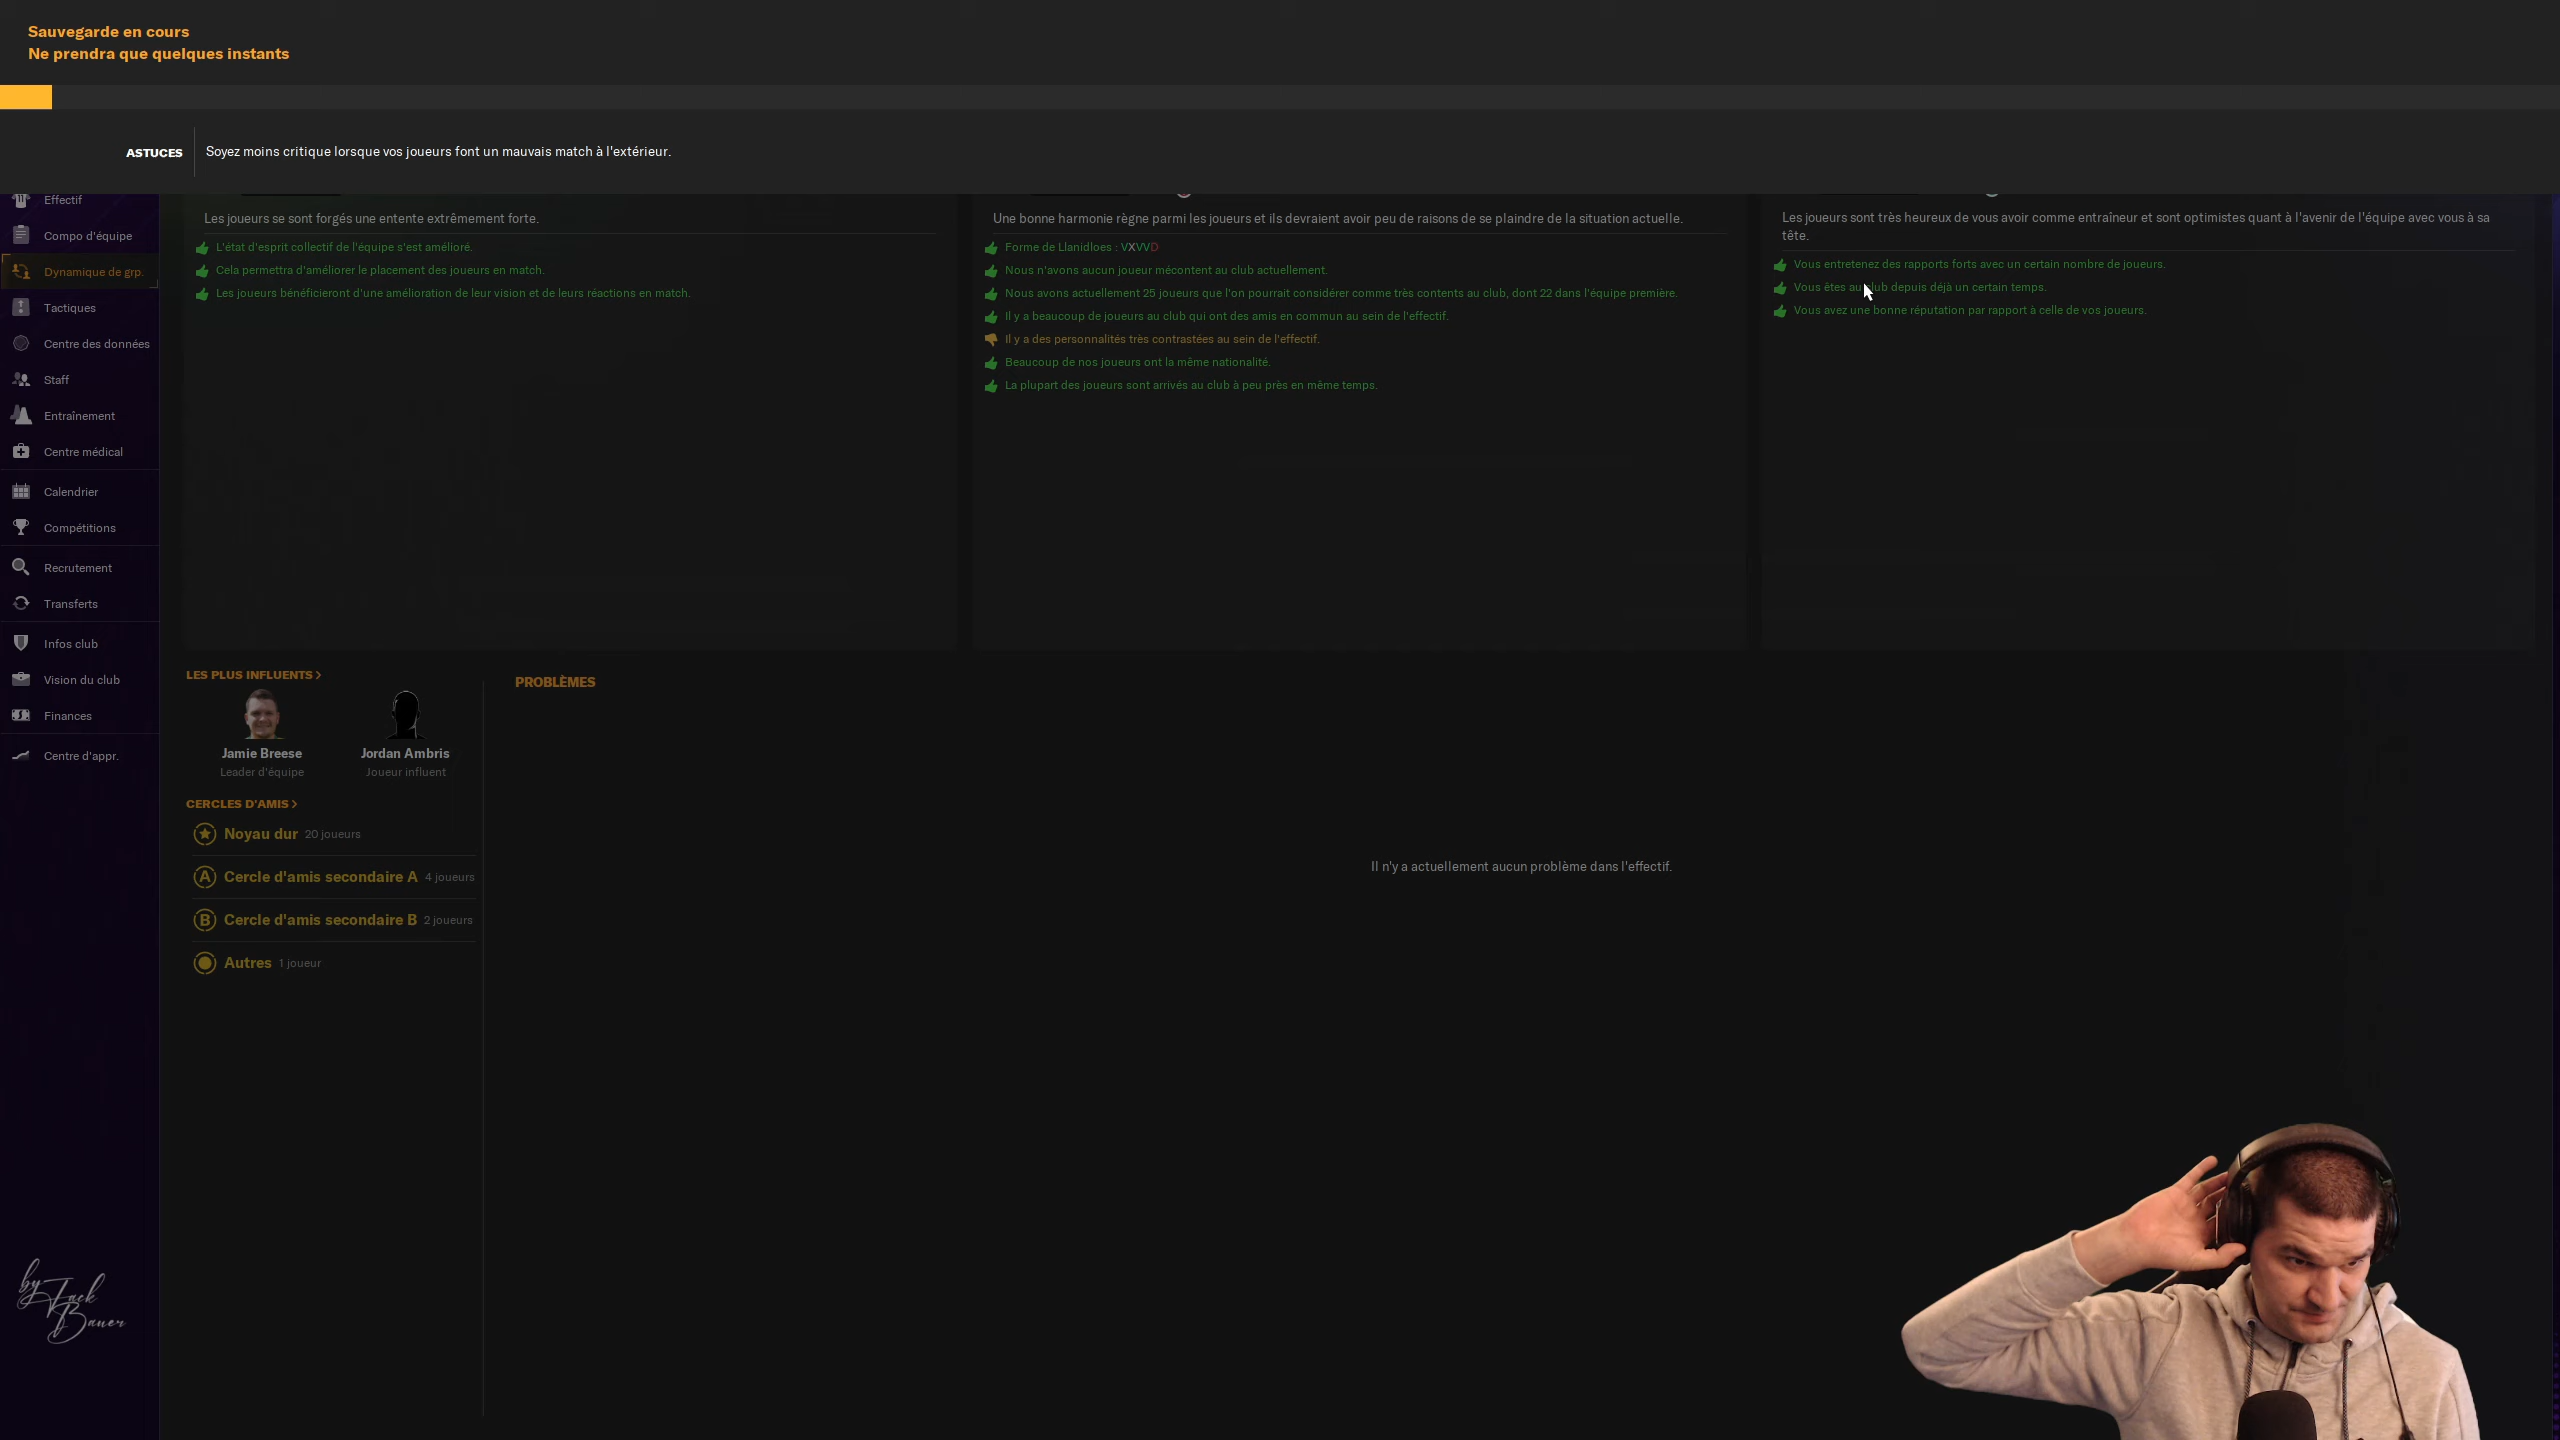 Sauvegarde en cours
Ne prendra que quelques instants
ASTUCES
Soyez moins critique lorsque vos joueurs font un mauvais match à l'extérieur.
Effectif
Compo d'équipe
Dynamique de grp.
Tactiques
Centre des données
Staff
Entraînement
Centre médical
Calendrier
Compétitions
Recrutement
Transferts
Infos club
Vision du club
Finances
Centre d'appr.
Les joueurs se sont forgés une entente extrêmement forte.
L'état d'esprit collectif de l'équipe s'est amélioré.
Cela permettra d'améliorer le placement des joueurs en match.
Les joueurs bénéficieront d'une amélioration de leur vision et de leurs réactions en match.
Une bonne harmonie règne parmi les joueurs et ils devraient avoir peu de raisons de se plaindre de la situation actuelle.
Forme de Llanidloes : VXVVD
Nous n'avons aucun joueur mécontent au club actuellement.
Nous avons actuellement 25 joueurs que l'on pourrait considérer comme très contents au club, dont 22 dans l'équipe première.
Il y a beaucoup de joueurs au club qui ont des amis en commun au sein de l'effectif.
Il y a des personnalités très contrastées au sein de l'effectif.
Beaucoup de nos joueurs ont la même nationalité.
La plupart des joueurs sont arrivés au club à peu près en même temps.
Les joueurs sont très heureux de vous avoir comme entraîneur et sont optimistes quant à l'avenir de l'équipe avec vous à sa
tête.
Vous entretenez des rapports forts avec un certain nombre de joueurs.
Vous êtes au club depuis déjà un certain temps.
Vous avez une bonne réputation par rapport à celle de vos joueurs.
LES PLUS INFLUENTS >
Jamie Breese
Leader d'équipe
Jordan Ambris
Joueur influent
CERCLES D'AMIS >
Noyau dur 20 joueurs
A Cercle d'amis secondaire A 4 joueurs
B Cercle d'amis secondaire B 2 joueurs
Autres 1 joueur
PROBLÈMES
Il n'y a actuellement aucun problème dans l'effectif.
by Jack
Bauer